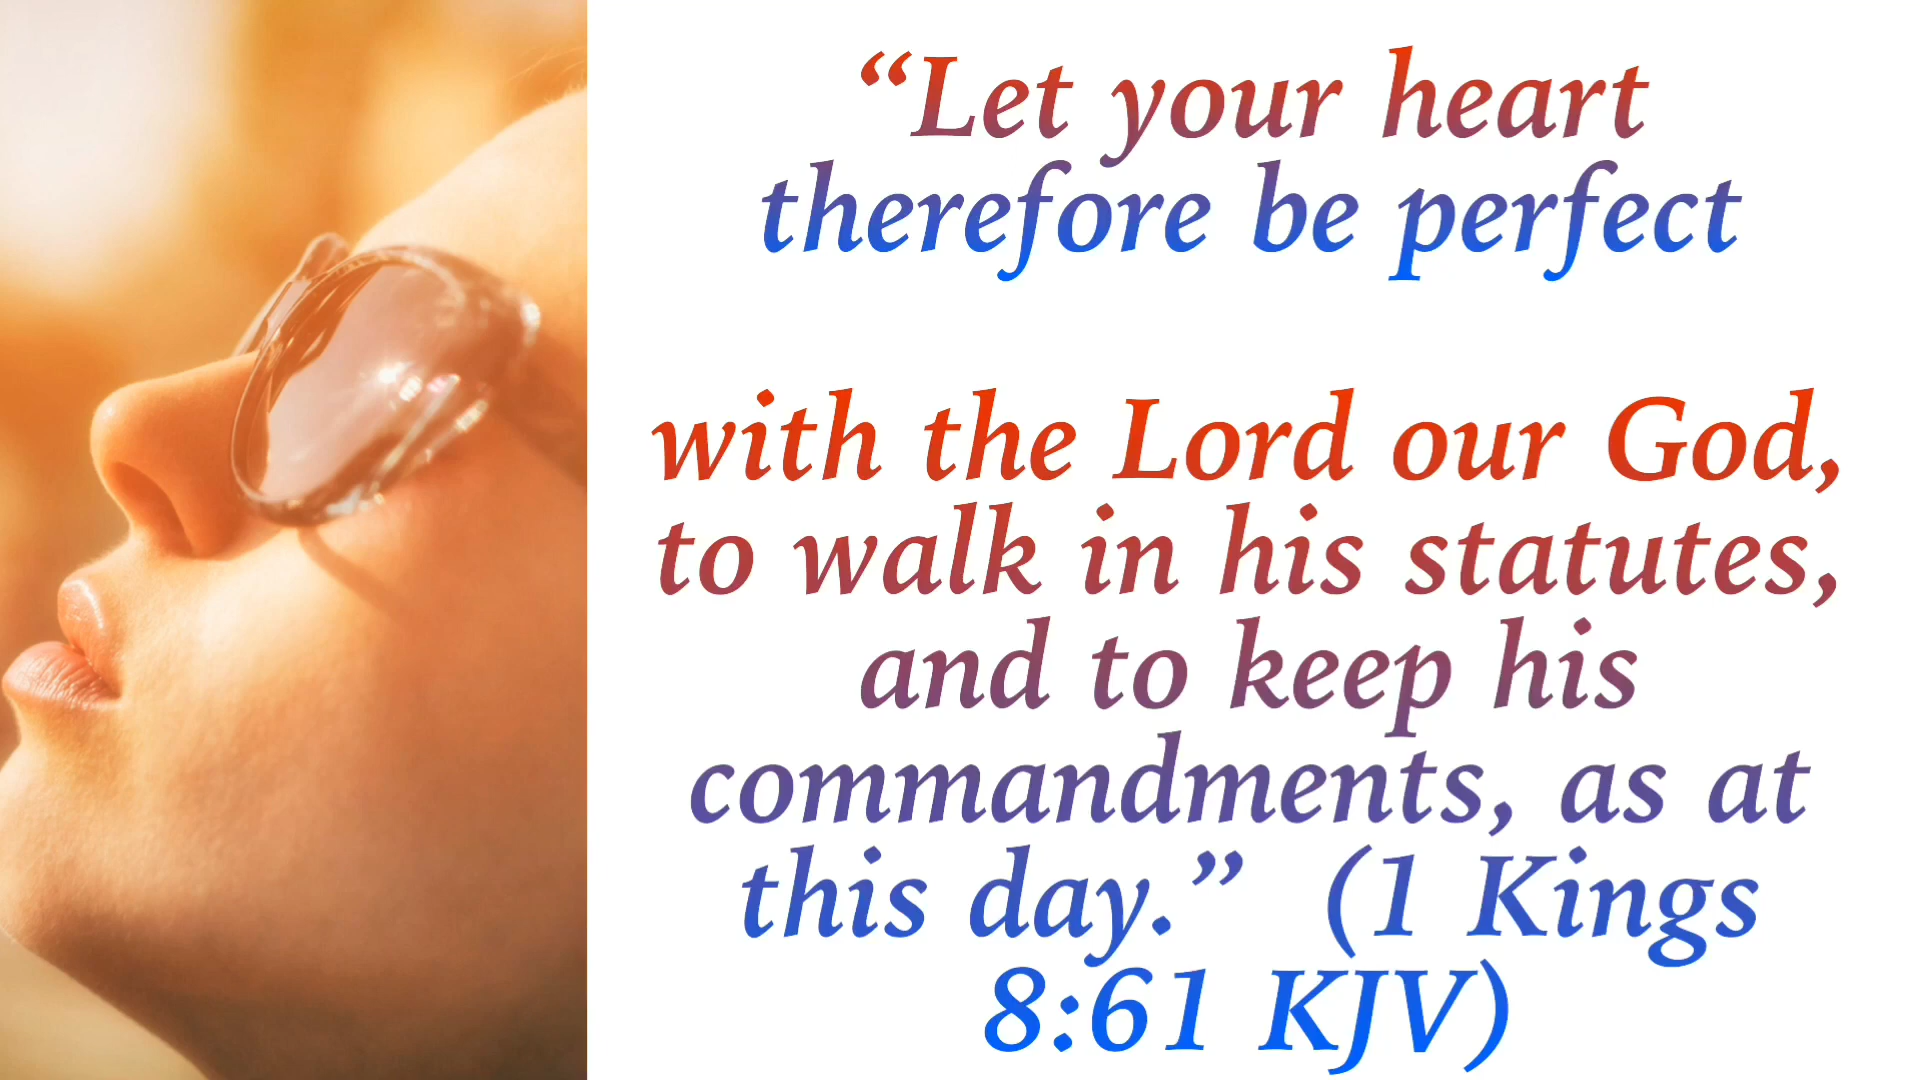 “Let your heart
therefore be perfect
with the Lord our God,
to walk in his statutes,
and to keep his
commandments, as at
this day.” (1 Kings
8:61 KJV)